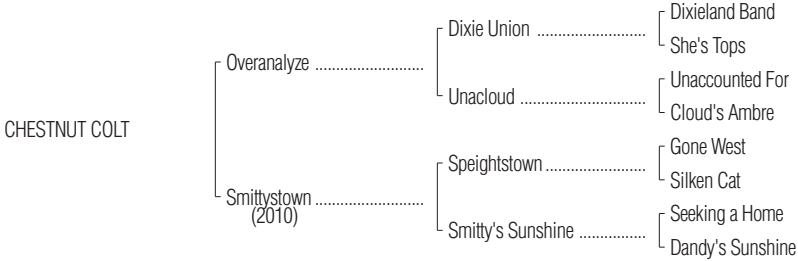 Dixieland Band
Dixie Union ..........................
She's Tops
Overanalyze ..........................
Unaccounted For
Unacloud ..............................
Cloud's Ambre
CHESTNUT COLT
Gone West
Speightstown ........................
Silken Cat
Smittystown ..........................
(2010)
Seeking a Home
Smitty's Sunshine ................
Dandy's Sunshine